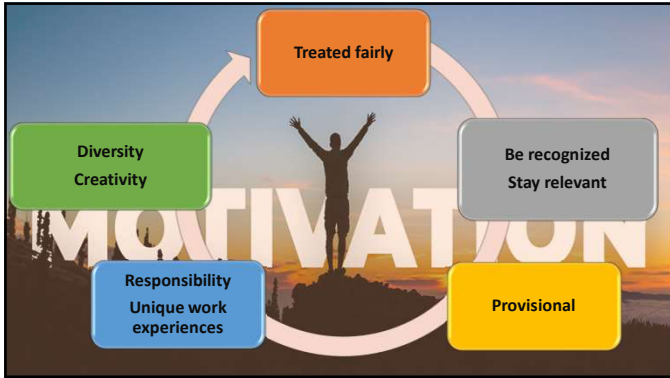 Treated fairly
Be recognized
Stay relevant
Provisional
Responsibility
Unique work
experiences
Diversity
Creativity
MOTIVATION